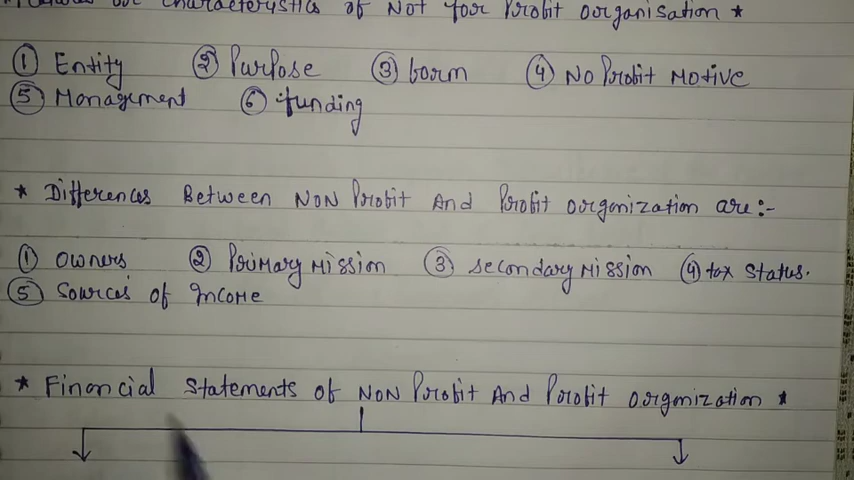 Characteristics of Not for Profit Organisation *
① Entity ② Purpose ③ Form ④ No Profit Motive
⑤ Management ⑥ funding
* Differences Between NON Profit And Profit Organization are:-
① Owners ② Primary Mission ③ Secondary Mission ④ tax Status.
⑤ Sources of Income
* Financial Statements of NON Profit And Profit Organization *